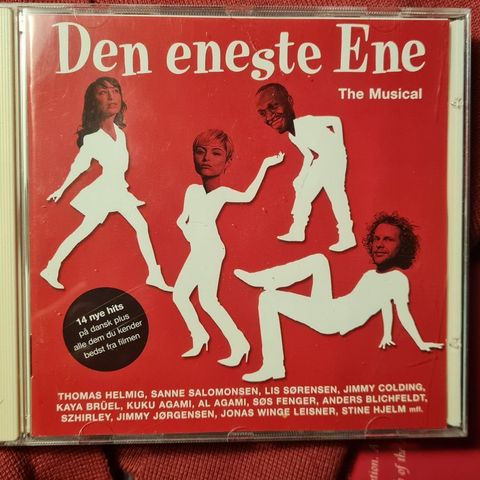 Den eneste Ene
The Musical
14 nye hits
på dansk plus
alle dem du kender
bedst fra filmen
THOMAS HELMIG, SANNE SALOMONSEN, LIS SØRENSEN, JIMMY COLDING,
KAYA BRÜEL, KUKU AGAMI, AL AGAMI, SØS FENGER, ANDERS BLICHFELDT,
SZHIRLEY, JIMMY JØRGENSEN, JONAS WINGE LEISNER, STINE HJELM mfl.
of the